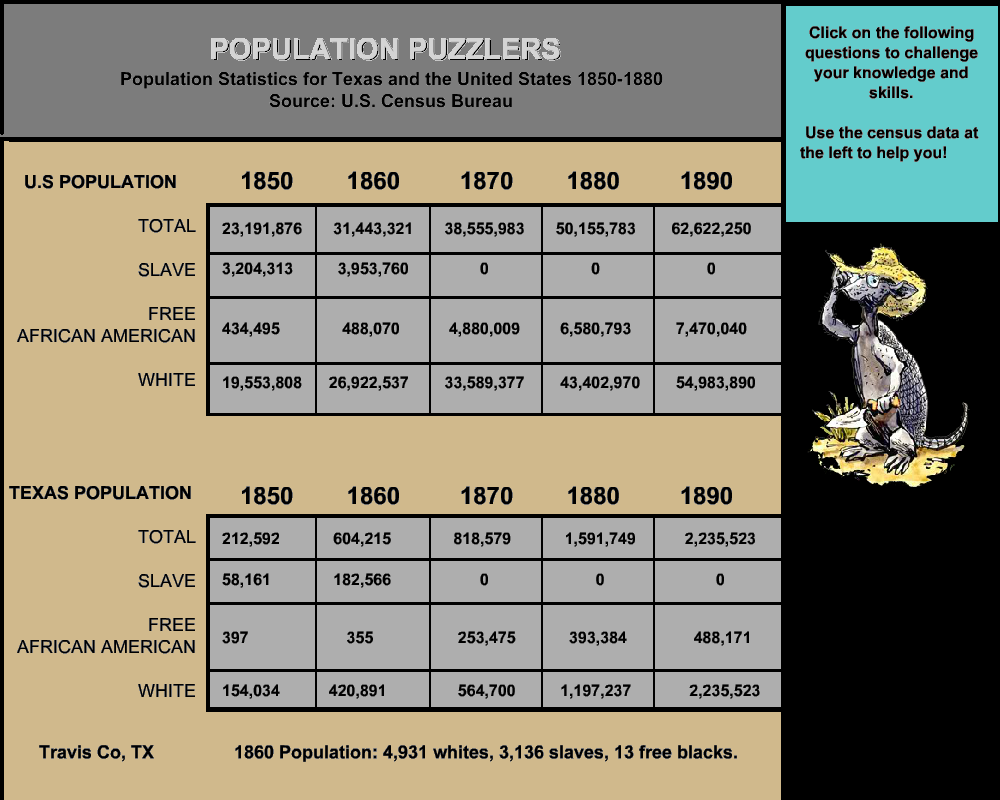 POPULATION PUZZLERS
Population Statistics for Texas and the United States 1850-1880
Source: U.S. Census Bureau
Click on the following
questions to challenge
your knowledge and
skills.
Use the census data at
the left to help you!
U.S POPULATION 1850 1860 1870 1880 1890
TOTAL 23,191,876 31,443,321 38,555,983 50,155,783 62,622,250
SLAVE 3,204,313 3,953,760 0 0 0
FREE
AFRICAN AMERICAN 434,495 488,070 4,880,009 6,580,793 7,470,040
WHITE 19,553,808 26,922,537 33,589,377 43,402,970 54,983,890
TEXAS POPULATION 1850 1860 1870 1880 1890
TOTAL 212,592 604,215 818,579 1,591,749 2,235,523
SLAVE 58,161 182,566 0 0 0
FREE
AFRICAN AMERICAN 397 355 253,475 393,384 488,171
WHITE 154,034 420,891 564,700 1,197,237 2,235,523
Travis Co, TX 1860 Population: 4,931 whites, 3,136 slaves, 13 free blacks.